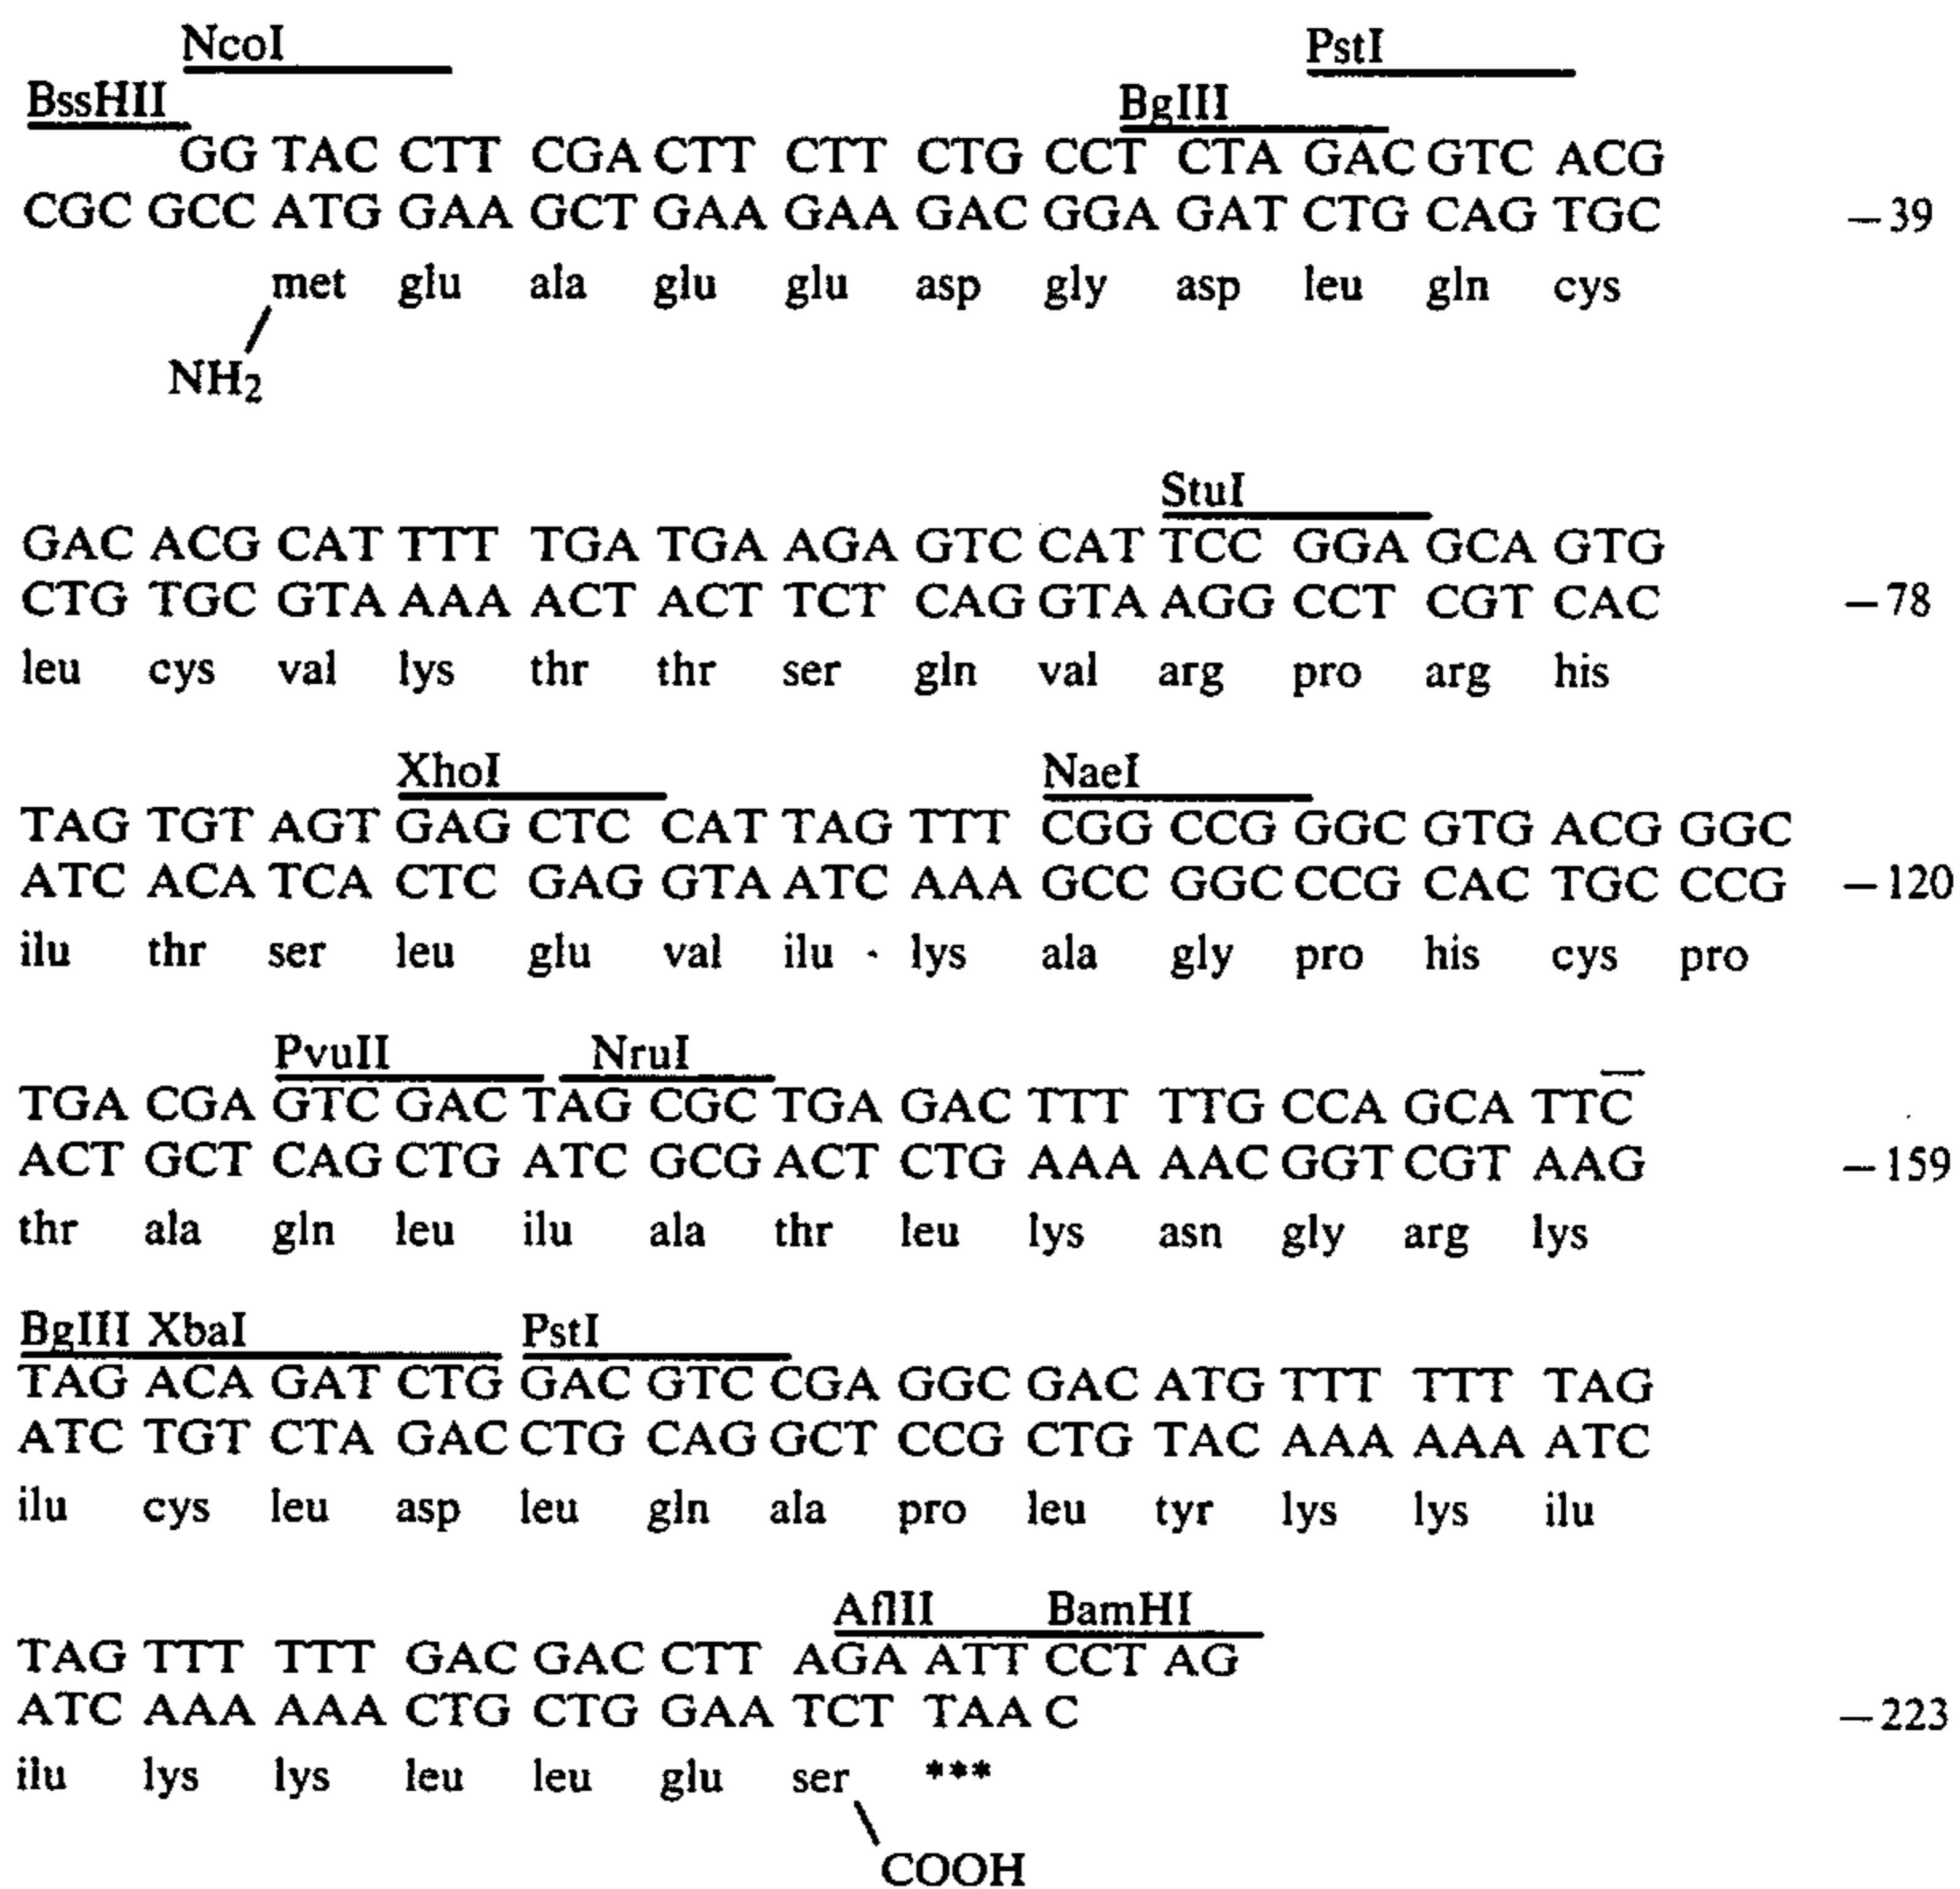 NcoI PstI
BssHII BglII
GG TAC CTT CGA CTT CTT CTG CCT CTA GAC GTC ACG
CGC GCC ATG GAA GCT GAA GAA GAC GGA GAT CTG CAG TGC —39
met glu ala glu glu asp gly asp leu gln cys
NH2
StuI
GAC ACG CAT TTT TGA TGA AGA GTC CAT TCC GGA GCA GTG
CTG TGC GTA AAA ACT ACT TCT CAG GTA AGG CCT CGT CAC —78
leu cys val lys thr thr ser gln val arg pro arg his
XhoI NaeI
TAG TGT AGT GAG CTC CAT TAG TTT CGG CCG GGC GTG ACG GGC
ATC ACA TCA CTC GAG GTA ATC AAA GCC GGC CCG CAC TGC CCG —120
ilu thr ser leu glu val ilu lys ala gly pro his cys pro
PvuII NruI
TGA CGA GTC GAC TAG CGC TGA GAC TTT TTG CCA GCA TTC
ACT GCT CAG CTG ATC GCG ACT CTG AAA AAC GGT CGT AAG —159
thr ala gln leu ilu ala thr leu lys asn gly arg lys
BglII XbaI PstI
TAG ACA GAT CTG GAC GTC CGA GGC GAC ATG TTT TTT TAG
ATC TGT CTA GAC CTG CAG GCT CCG CTG TAC AAA AAA ATC
ilu cys leu asp leu gln ala pro leu tyr lys lys ilu
AflII BamHI
TAG TTT TTT GAC GAC CTT AGA ATT CCT AG
ATC AAA AAA CTG CTG GAA TCT TAA C —223
ilu lys lys leu leu glu ser ***
COOH